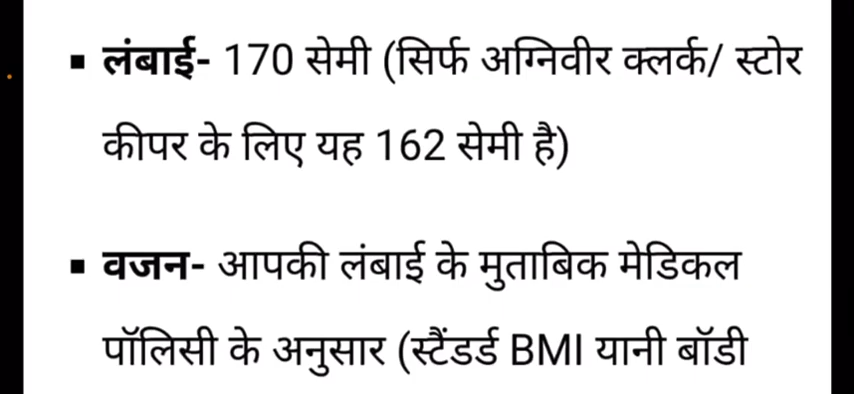 ▪ लंबाई- 170 सेमी (सिर्फ अग्निवीर क्लर्क/ स्टोर
कीपर के लिए यह 162 सेमी है)
▪ वजन- आपकी लंबाई के मुताबिक मेडिकल
पॉलिसी के अनुसार (स्टैंडर्ड BMI यानी बॉडी